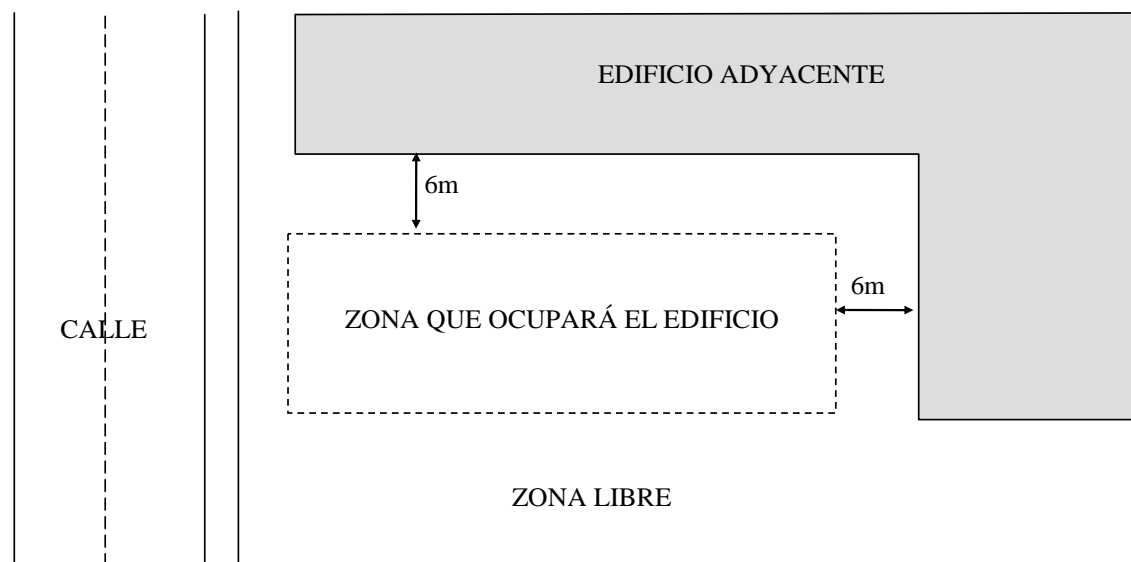 EDIFICIO ADYACENTE
6m
6m
ZONA QUE OCUPARÁ EL EDIFICIO
CALLE
ZONA LIBRE